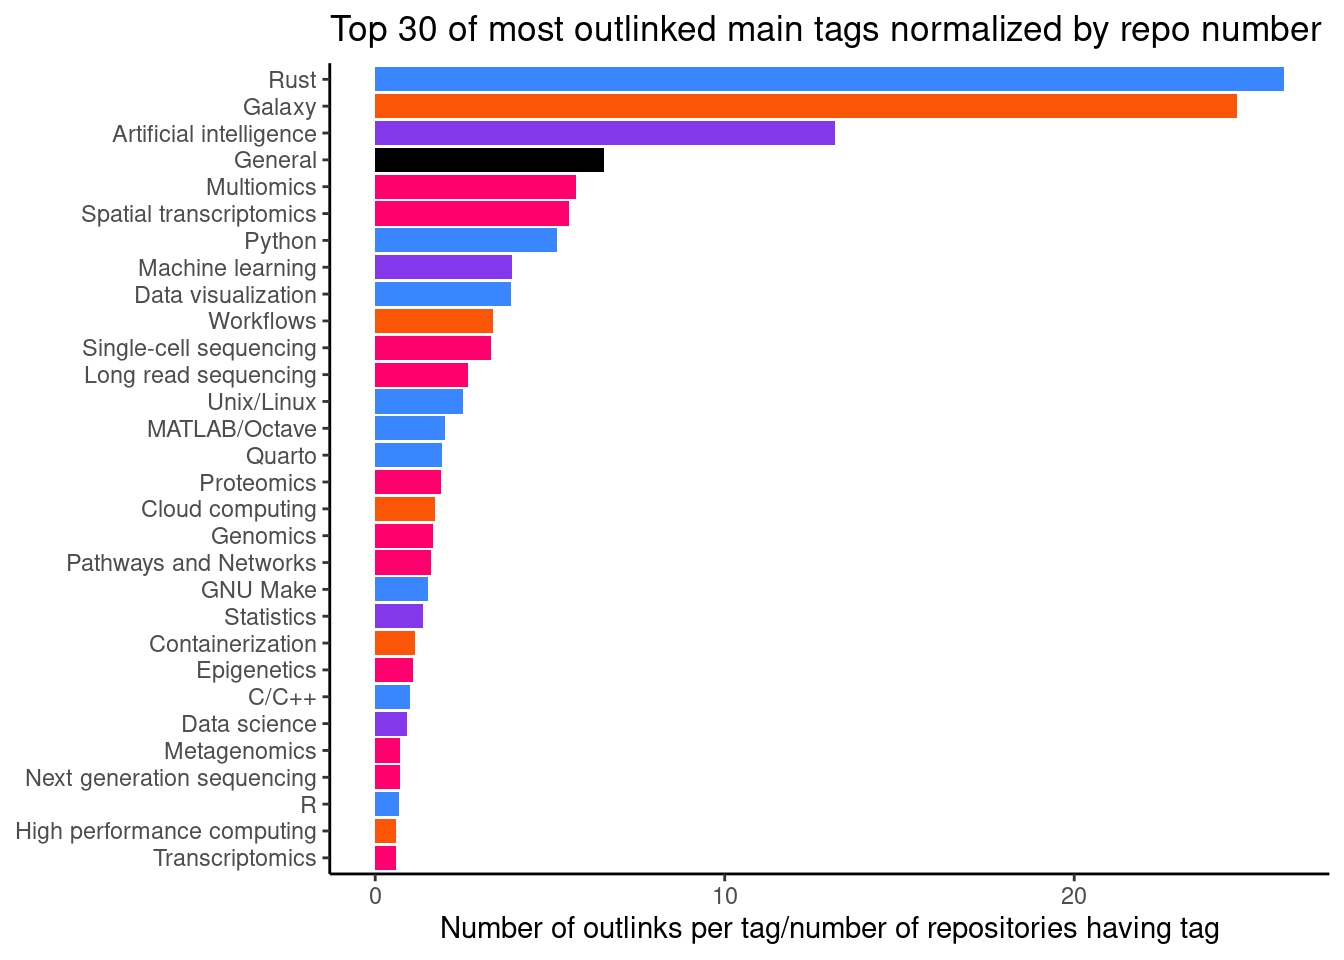 Top 30 of most outlinked main tags normalized by repo number
Rust
Galaxy
Artificial intelligence
General
Multiomics
Spatial transcriptomics
Python
Machine learning
Data visualization
Workflows
Single-cell sequencing
Long read sequencing
Unix/Linux
MATLAB/Octave
Quarto
Proteomics
Cloud computing
Genomics
Pathways and Networks
GNU Make
Statistics
Containerization
Epigenetics
C/C++
Data science
Metagenomics
Next generation sequencing
R
High performance computing
Transcriptomics
0 10 20
Number of outlinks per tag/number of repositories having tag